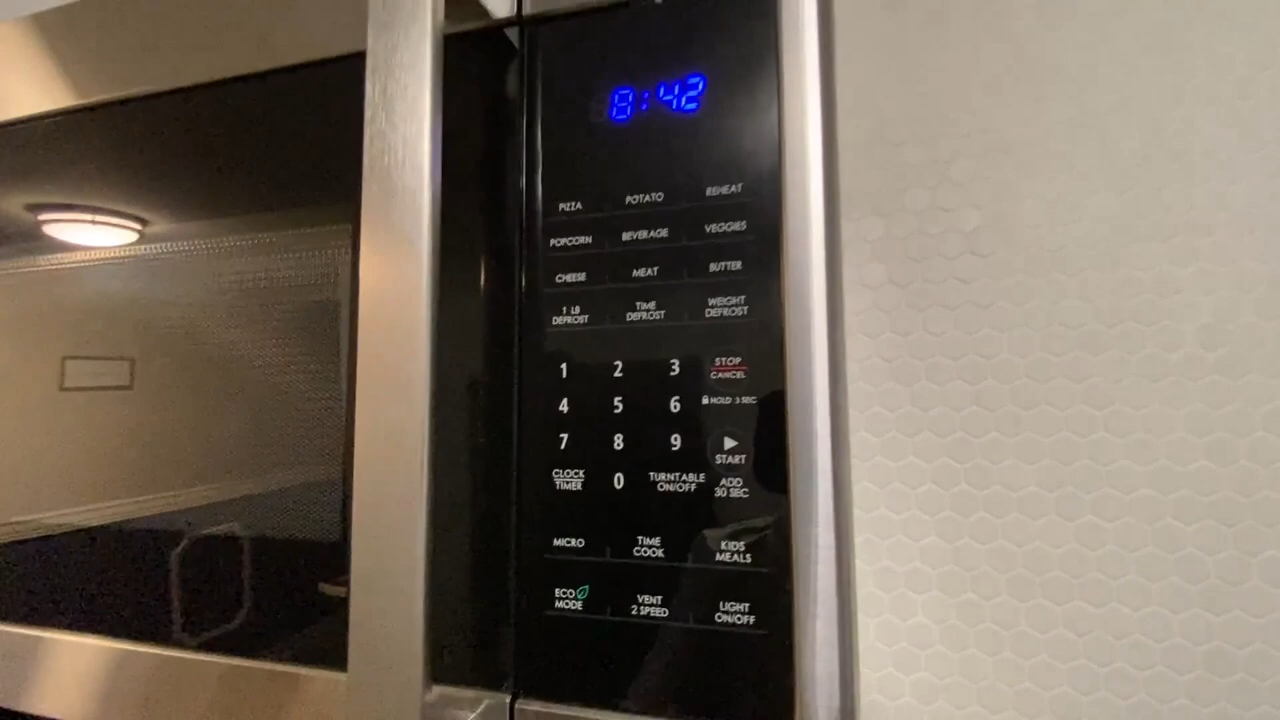 8:42
PIZZA POTATO REHEAT
POPCORN BEVERAGE VEGGIES
CHEESE MEAT BUTTER
1 LB DEFROST TIME DEFROST WEIGHT DEFROST
1 2 3 STOP CANCEL
4 5 6 HOLD 3 SEC
7 8 9 START
CLOCK TIMER 0 TURNTABLE ON/OFF ADD 30 SEC
MICRO TIME COOK KIDS MEALS
ECO MODE VENT 2 SPEED LIGHT ON/OFF